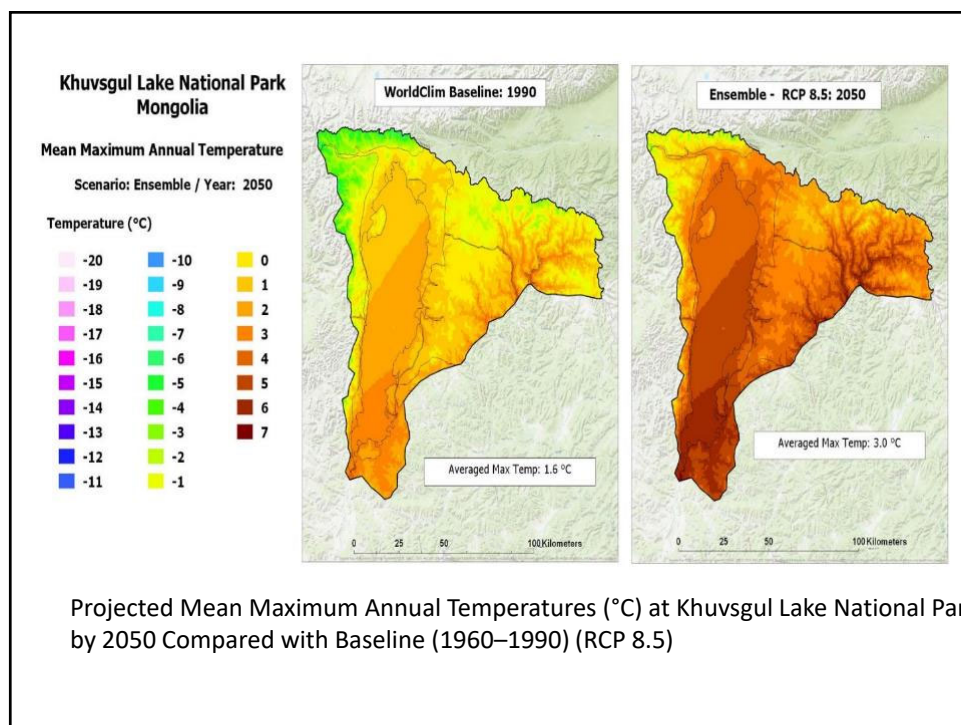 Khuvsgul Lake National Park
Mongolia
Mean Maximum Annual Temperature
Scenario: Ensemble / Year: 2050
Temperature (°C)
-20 -10 0
-19 -9 1
-18 -8 2
-17 -7 3
-16 -6 4
-15 -5 5
-14 -4 6
-13 -3 7
-12 -2
-11 -1
WorldClim Baseline: 1990
Averaged Max Temp: 1.6 °C
0 25 50 100 Kilometers
Ensemble - RCP 8.5: 2050
Averaged Max Temp: 3.0 °C
0 25 50 100 Kilometers
Projected Mean Maximum Annual Temperatures (°C) at Khuvsgul Lake National Par
by 2050 Compared with Baseline (1960–1990) (RCP 8.5)